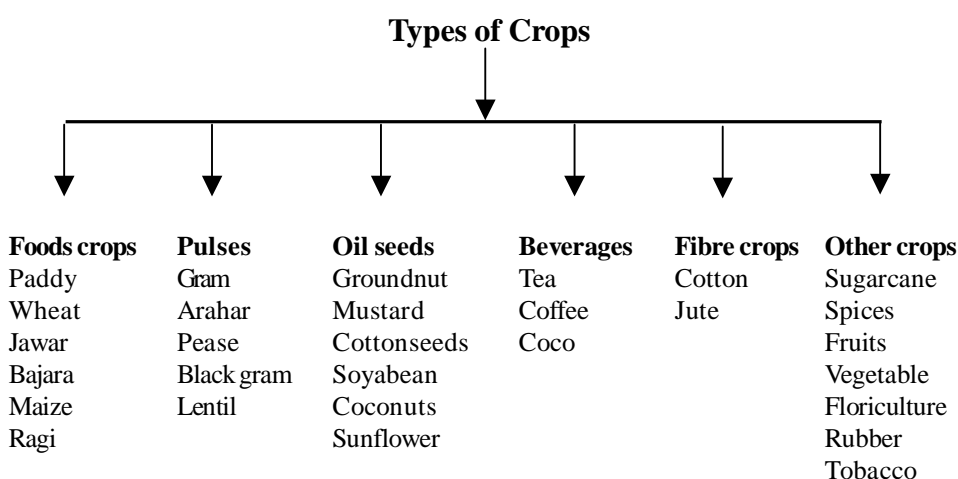 Types of Crops
Foods crops
Paddy
Wheat
Jawar
Bajara
Maize
Ragi
Pulses
Gram
Arahar
Pease
Black gram
Lentil
Oil seeds
Groundnut
Mustard
Cottonseeds
Soyabean
Coconuts
Sunflower
Beverages
Tea
Coffee
Coco
Fibre crops
Cotton
Jute
Other crops
Sugarcane
Spices
Fruits
Vegetable
Floriculture
Rubber
Tobacco